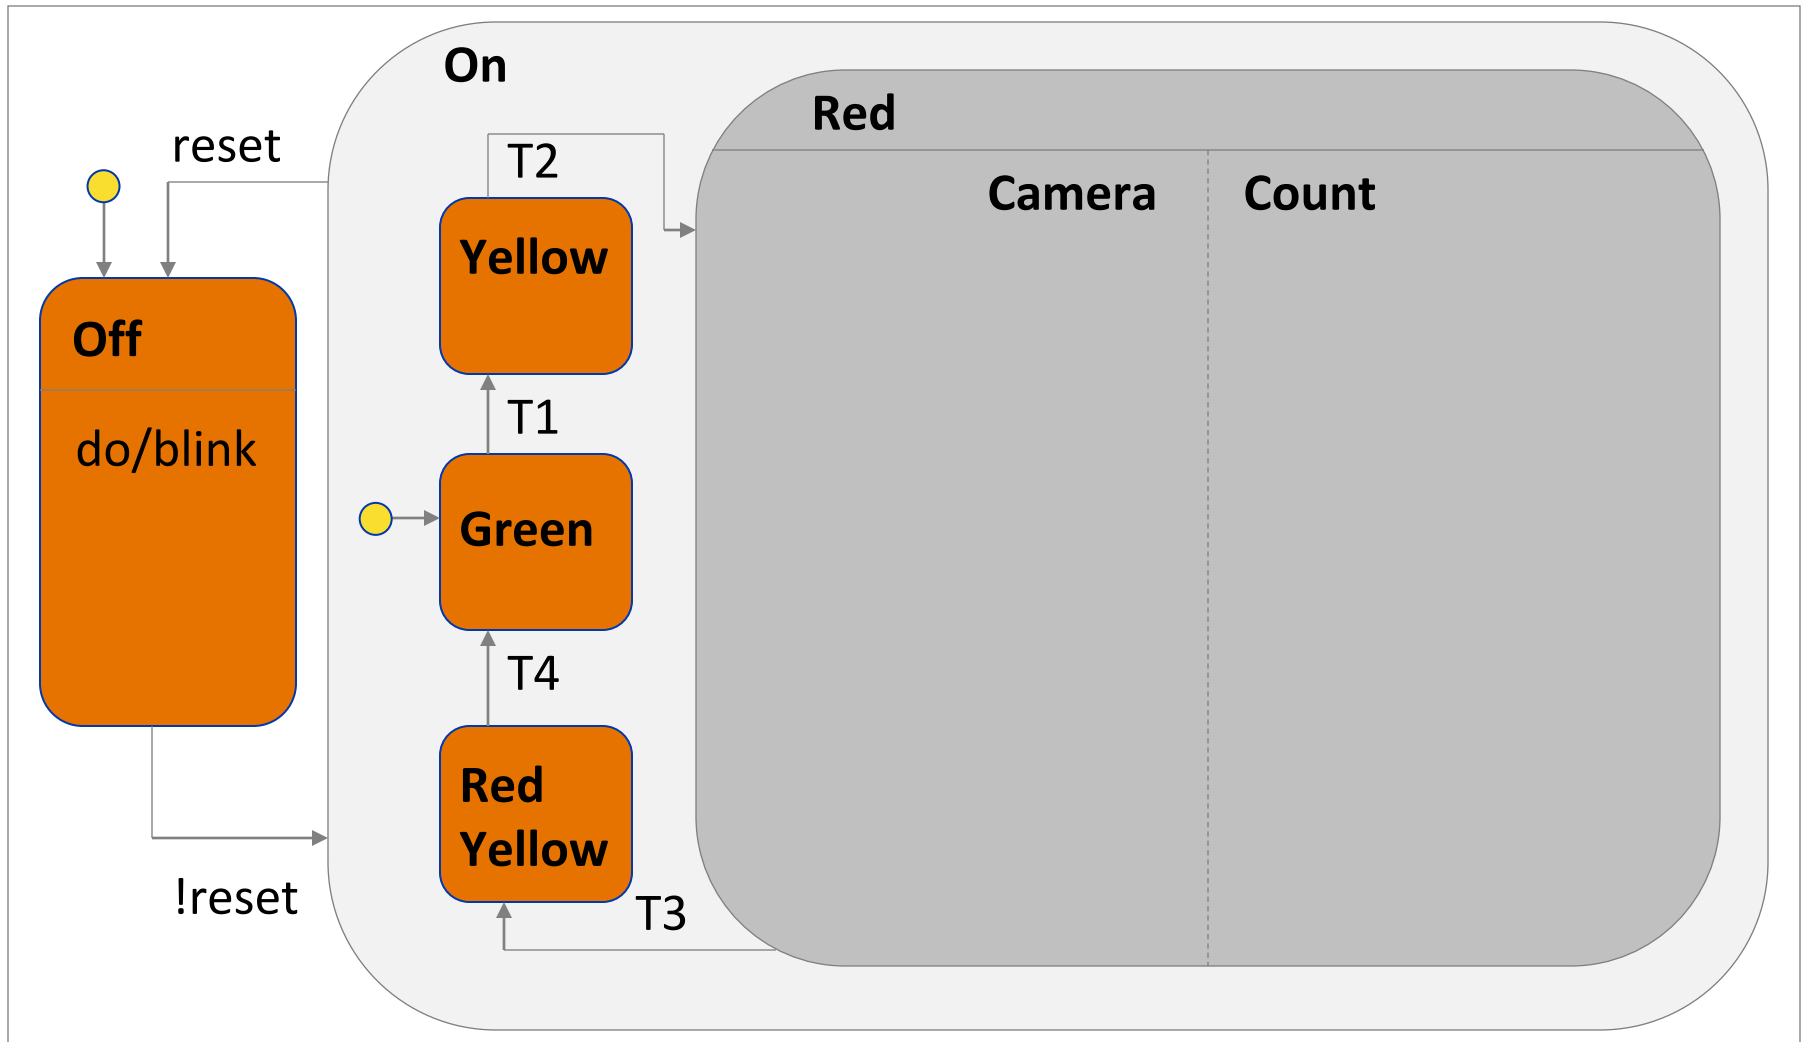 On
Red
reset
T2
Camera
Count
Yellow
Off
T1
do/blink
Green
T4
Red
Yellow
!reset
T3